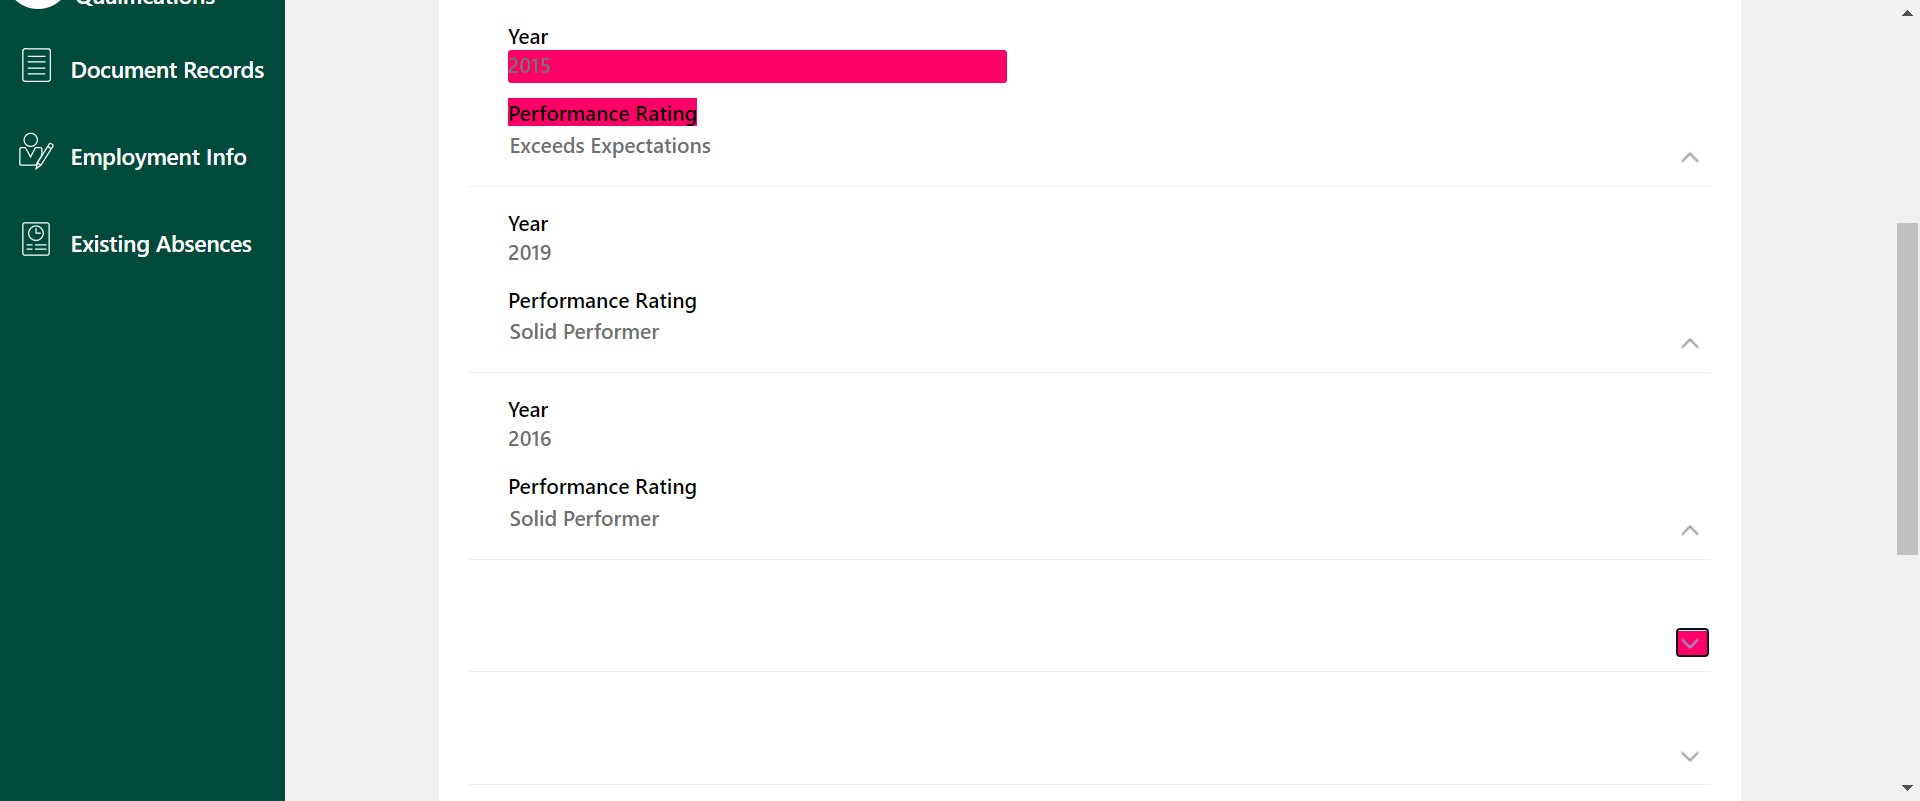 Qualifications
Document Records
Employment Info
Existing Absences
Year
2015
Performance Rating
Exceeds Expectations
Year
2019
Performance Rating
Solid Performer
Year
2016
Performance Rating
Solid Performer